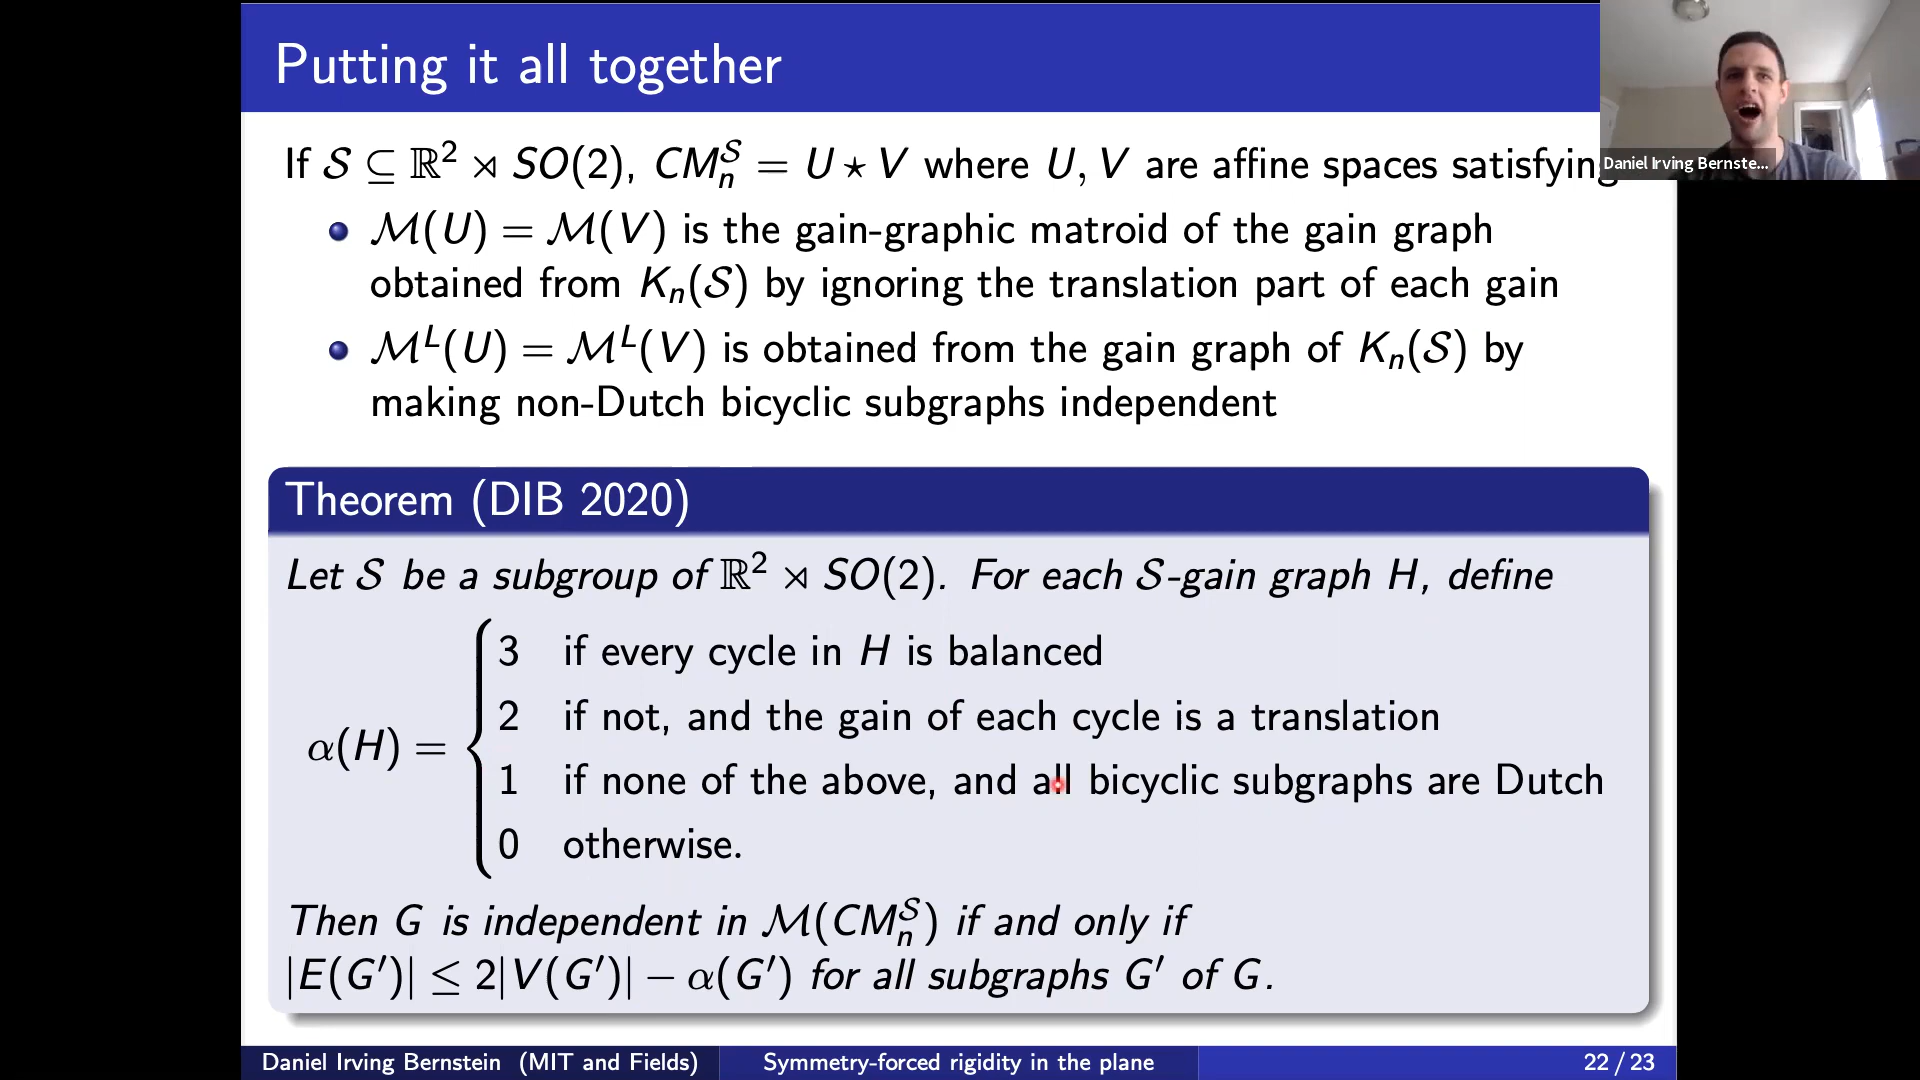 Putting it all together
If 𝒮 ⊆ ℝ² ⋊ SO(2), CMₙ^𝒮 = U ⋆ V where U, V are affine spaces satisfying
Daniel Irving Bernste...
ℳ(U) = ℳ(V) is the gain-graphic matroid of the gain graph
obtained from Kₙ(𝒮) by ignoring the translation part of each gain
ℳᴸ(U) = ℳᴸ(V) is obtained from the gain graph of Kₙ(𝒮) by
making non-Dutch bicyclic subgraphs independent
Theorem (DIB 2020)
Let 𝒮 be a subgroup of ℝ² ⋊ SO(2). For each 𝒮-gain graph H, define
α(H) =
3 if every cycle in H is balanced
2 if not, and the gain of each cycle is a translation
1 if none of the above, and all bicyclic subgraphs are Dutch
0 otherwise.
Then G is independent in ℳ(CMₙ^𝒮) if and only if
|E(G′)| ≤ 2|V(G′)| − α(G′) for all subgraphs G′ of G.
Daniel Irving Bernstein (MIT and Fields) Symmetry-forced rigidity in the plane 22 / 23